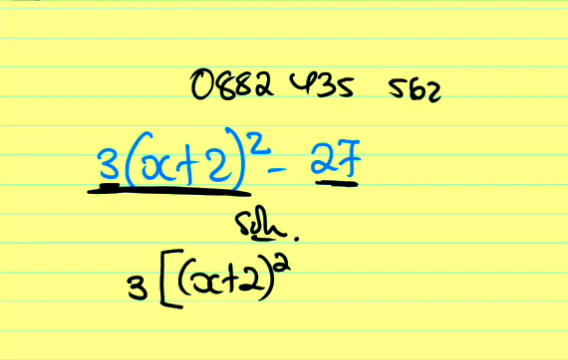 0882 435 562
3(x+2)² - 27
soln.
3[(x+2)²